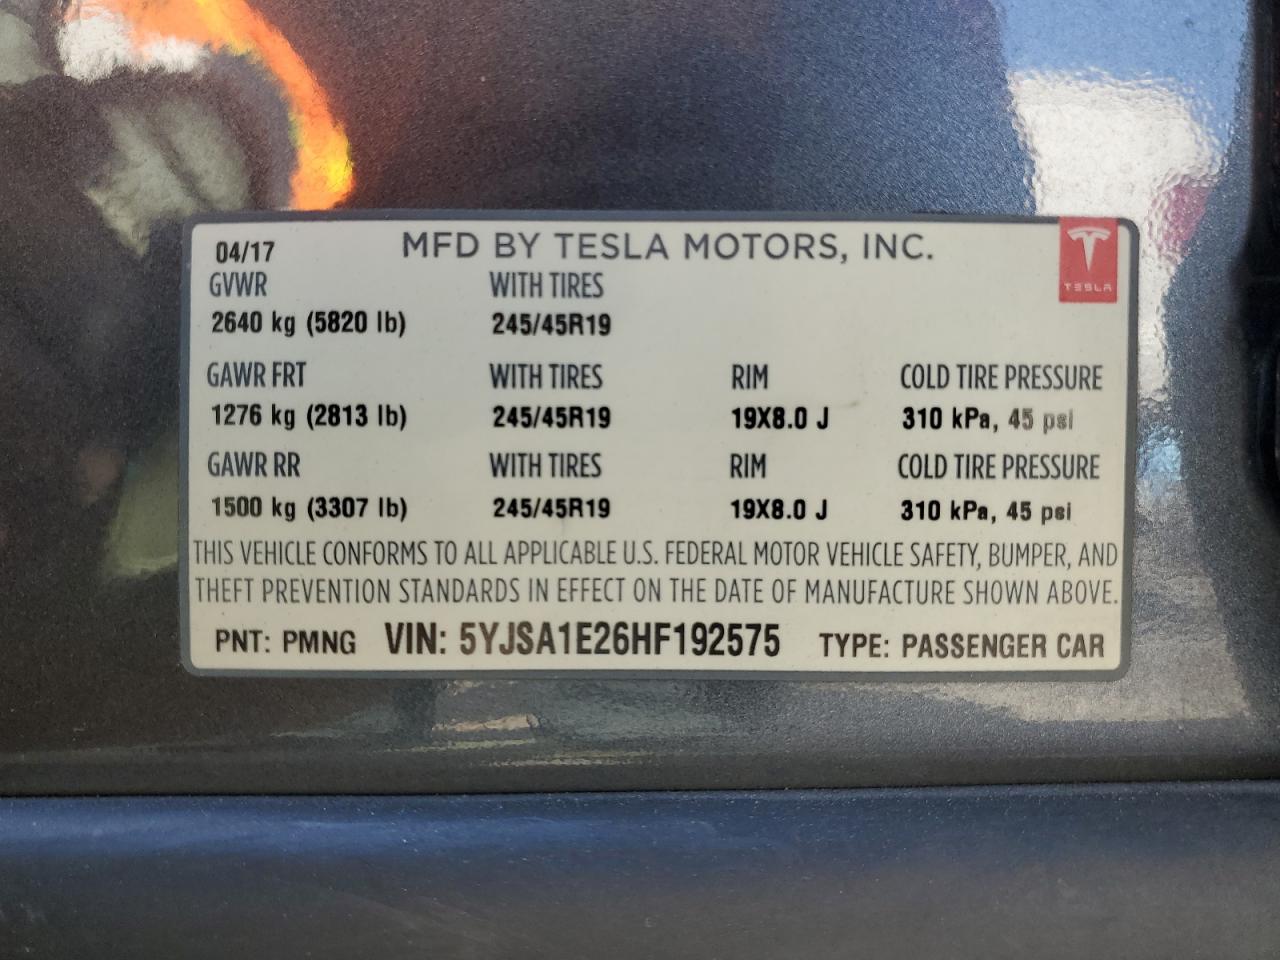 04/17 MFD BY TESLA MOTORS, INC.
TESLA
GVWR WITH TIRES
2640 kg (5820 lb) 245/45R19
GAWR FRT WITH TIRES RIM COLD TIRE PRESSURE
1276 kg (2813 lb) 245/45R19 19X8.0 J 310 kPa, 45 psi
GAWR RR WITH TIRES RIM COLD TIRE PRESSURE
1500 kg (3307 lb) 245/45R19 19X8.0 J 310 kPa, 45 psi
THIS VEHICLE CONFORMS TO ALL APPLICABLE U.S. FEDERAL MOTOR VEHICLE SAFETY, BUMPER, AND
THEFT PREVENTION STANDARDS IN EFFECT ON THE DATE OF MANUFACTURE SHOWN ABOVE.
PNT: PMNG VIN: 5YJSA1E26HF192575 TYPE: PASSENGER CAR